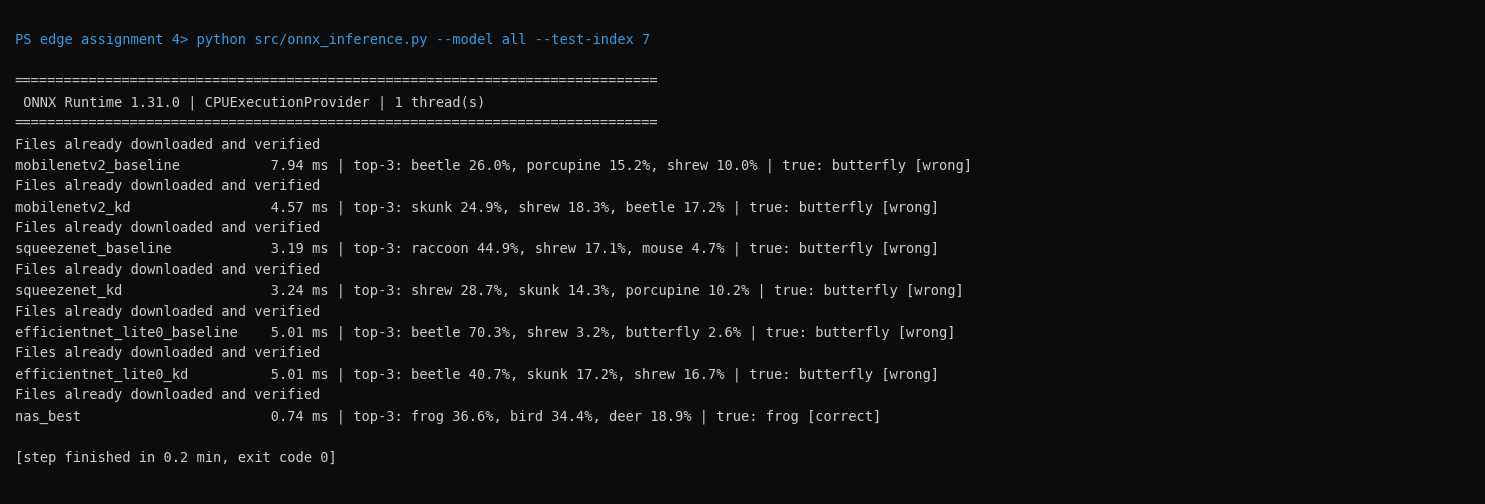 PS edge assignment 4> python src/onnx_inference.py --model all --test-index 7
==============================================================================
 ONNX Runtime 1.31.0 | CPUExecutionProvider | 1 thread(s)
==============================================================================
Files already downloaded and verified
mobilenetv2_baseline           7.94 ms | top-3: beetle 26.0%, porcupine 15.2%, shrew 10.0% | true: butterfly [wrong]
Files already downloaded and verified
mobilenetv2_kd                 4.57 ms | top-3: skunk 24.9%, shrew 18.3%, beetle 17.2% | true: butterfly [wrong]
Files already downloaded and verified
squeezenet_baseline            3.19 ms | top-3: raccoon 44.9%, shrew 17.1%, mouse 4.7% | true: butterfly [wrong]
Files already downloaded and verified
squeezenet_kd                  3.24 ms | top-3: shrew 28.7%, skunk 14.3%, porcupine 10.2% | true: butterfly [wrong]
Files already downloaded and verified
efficientnet_lite0_baseline    5.01 ms | top-3: beetle 70.3%, shrew 3.2%, butterfly 2.6% | true: butterfly [wrong]
Files already downloaded and verified
efficientnet_lite0_kd          5.01 ms | top-3: beetle 40.7%, skunk 17.2%, shrew 16.7% | true: butterfly [wrong]
Files already downloaded and verified
nas_best                       0.74 ms | top-3: frog 36.6%, bird 34.4%, deer 18.9% | true: frog [correct]
[step finished in 0.2 min, exit code 0]